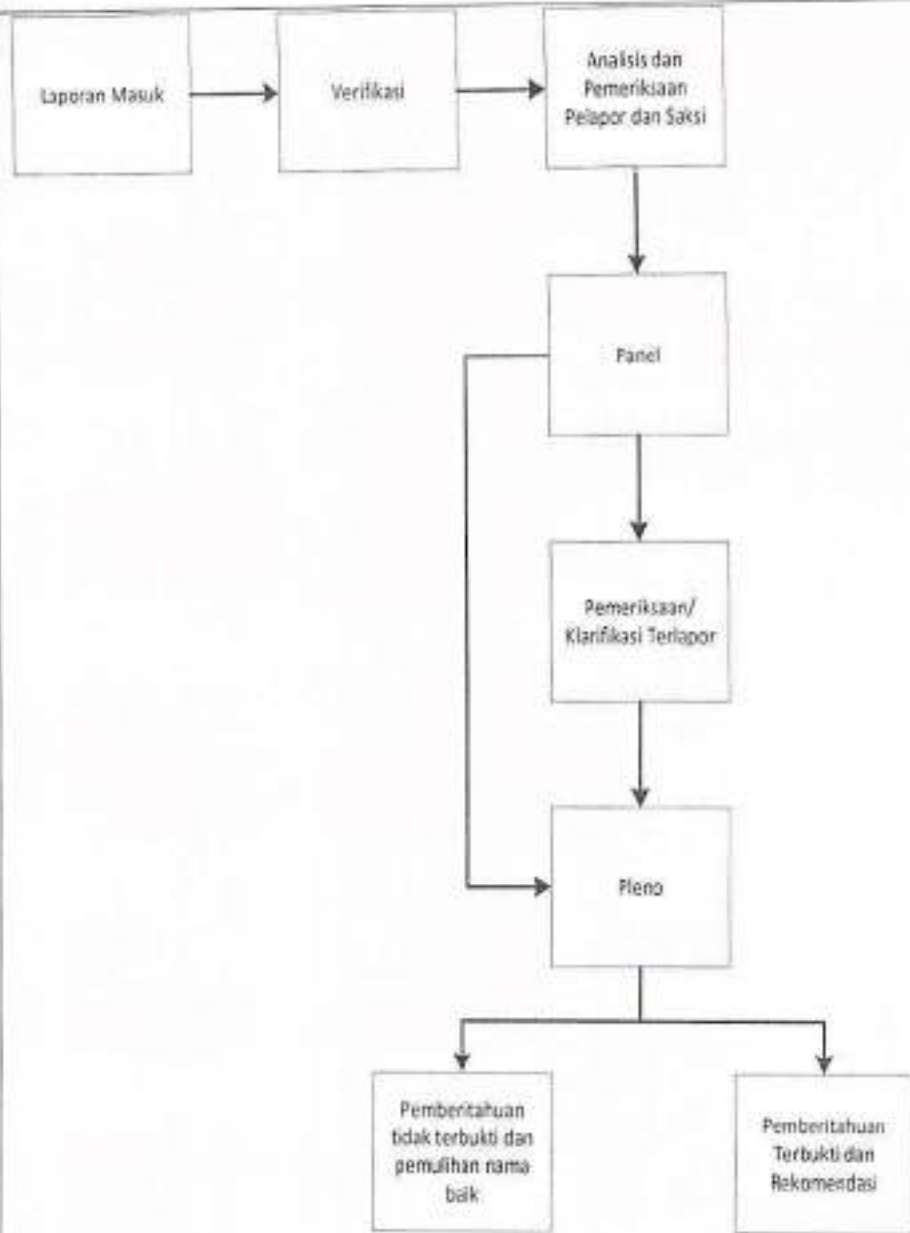 Laporan Masuk
Verifikasi
Analisis dan
Pemeriksaan
Pelapor dan Saksi
Panel
Pemeriksaan/
Klarifikasi Terlapor
Pleno
Pemberitahuan
tidak terbukti dan
pemulihan nama
baik
Pemberitahuan
Terbukti dan
Rekomendasi